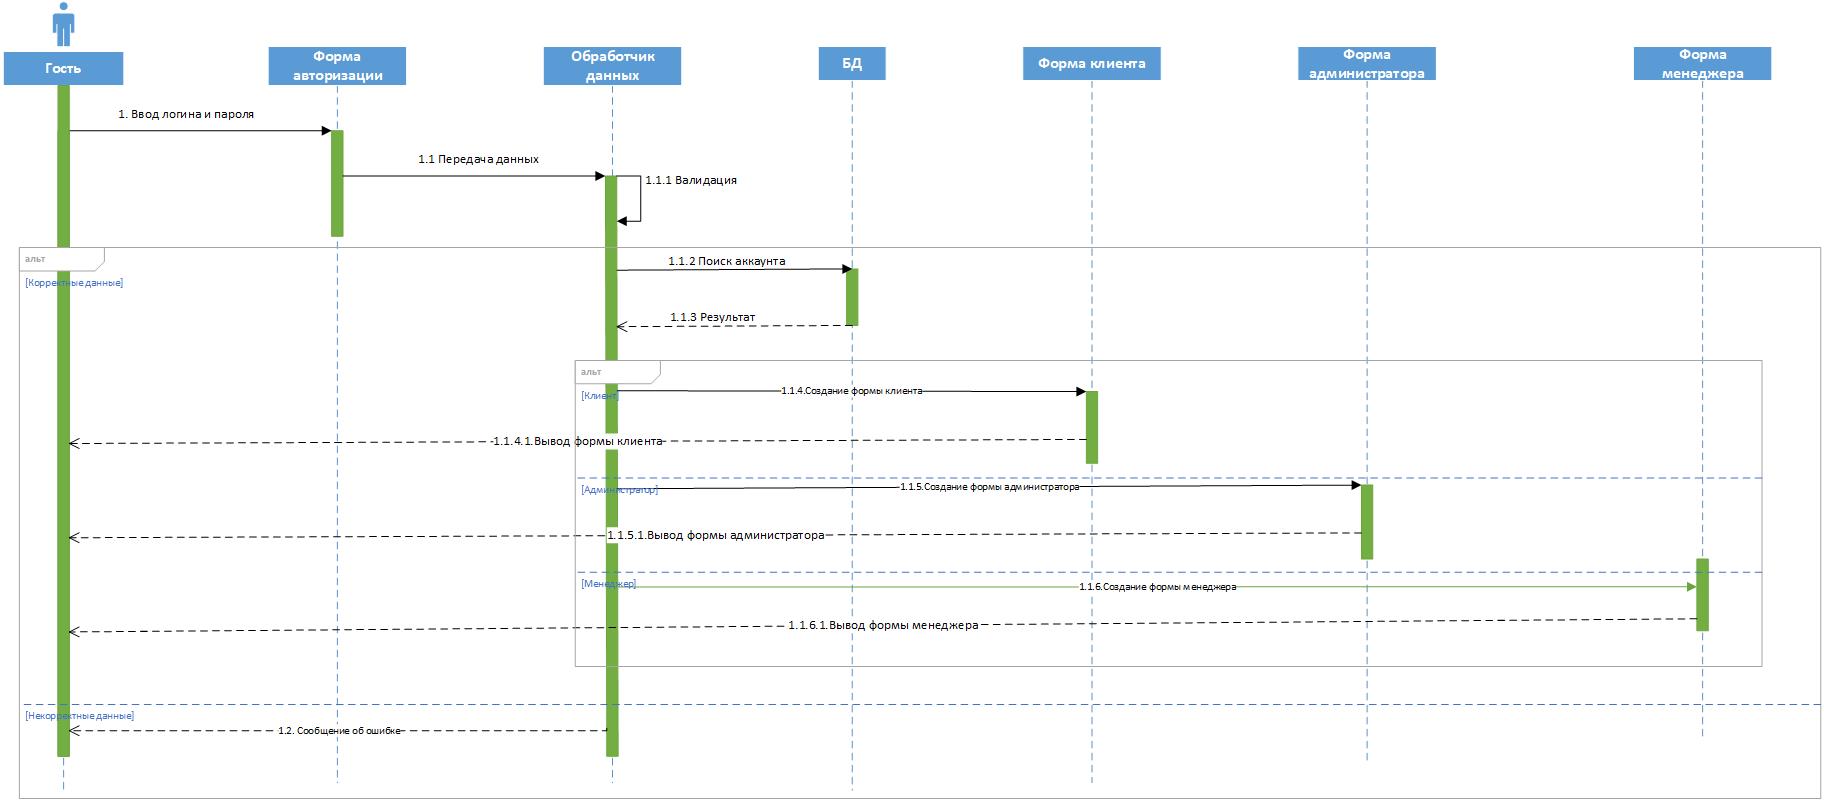 Гость
Форма
авторизации
Обработчик
данных
БД
Форма клиента
Форма
администратора
Форма
менеджера
1. Ввод логина и пароля
1.1 Передача данных
1.1.1 Валидация
альт
[Корректные данные]
1.1.2 Поиск аккаунта
1.1.3 Результат
альт
[Клиент]
1.1.4.Создание формы клиента
1.1.4.1.Вывод формы клиента
[Администратор]
1.1.5.Создание формы администратора
1.1.5.1.Вывод формы администратора
[Менеджер]
1.1.6.Создание формы менеджера
1.1.6.1.Вывод формы менеджера
[Некорректные данные]
1.2. Сообщение об ошибке